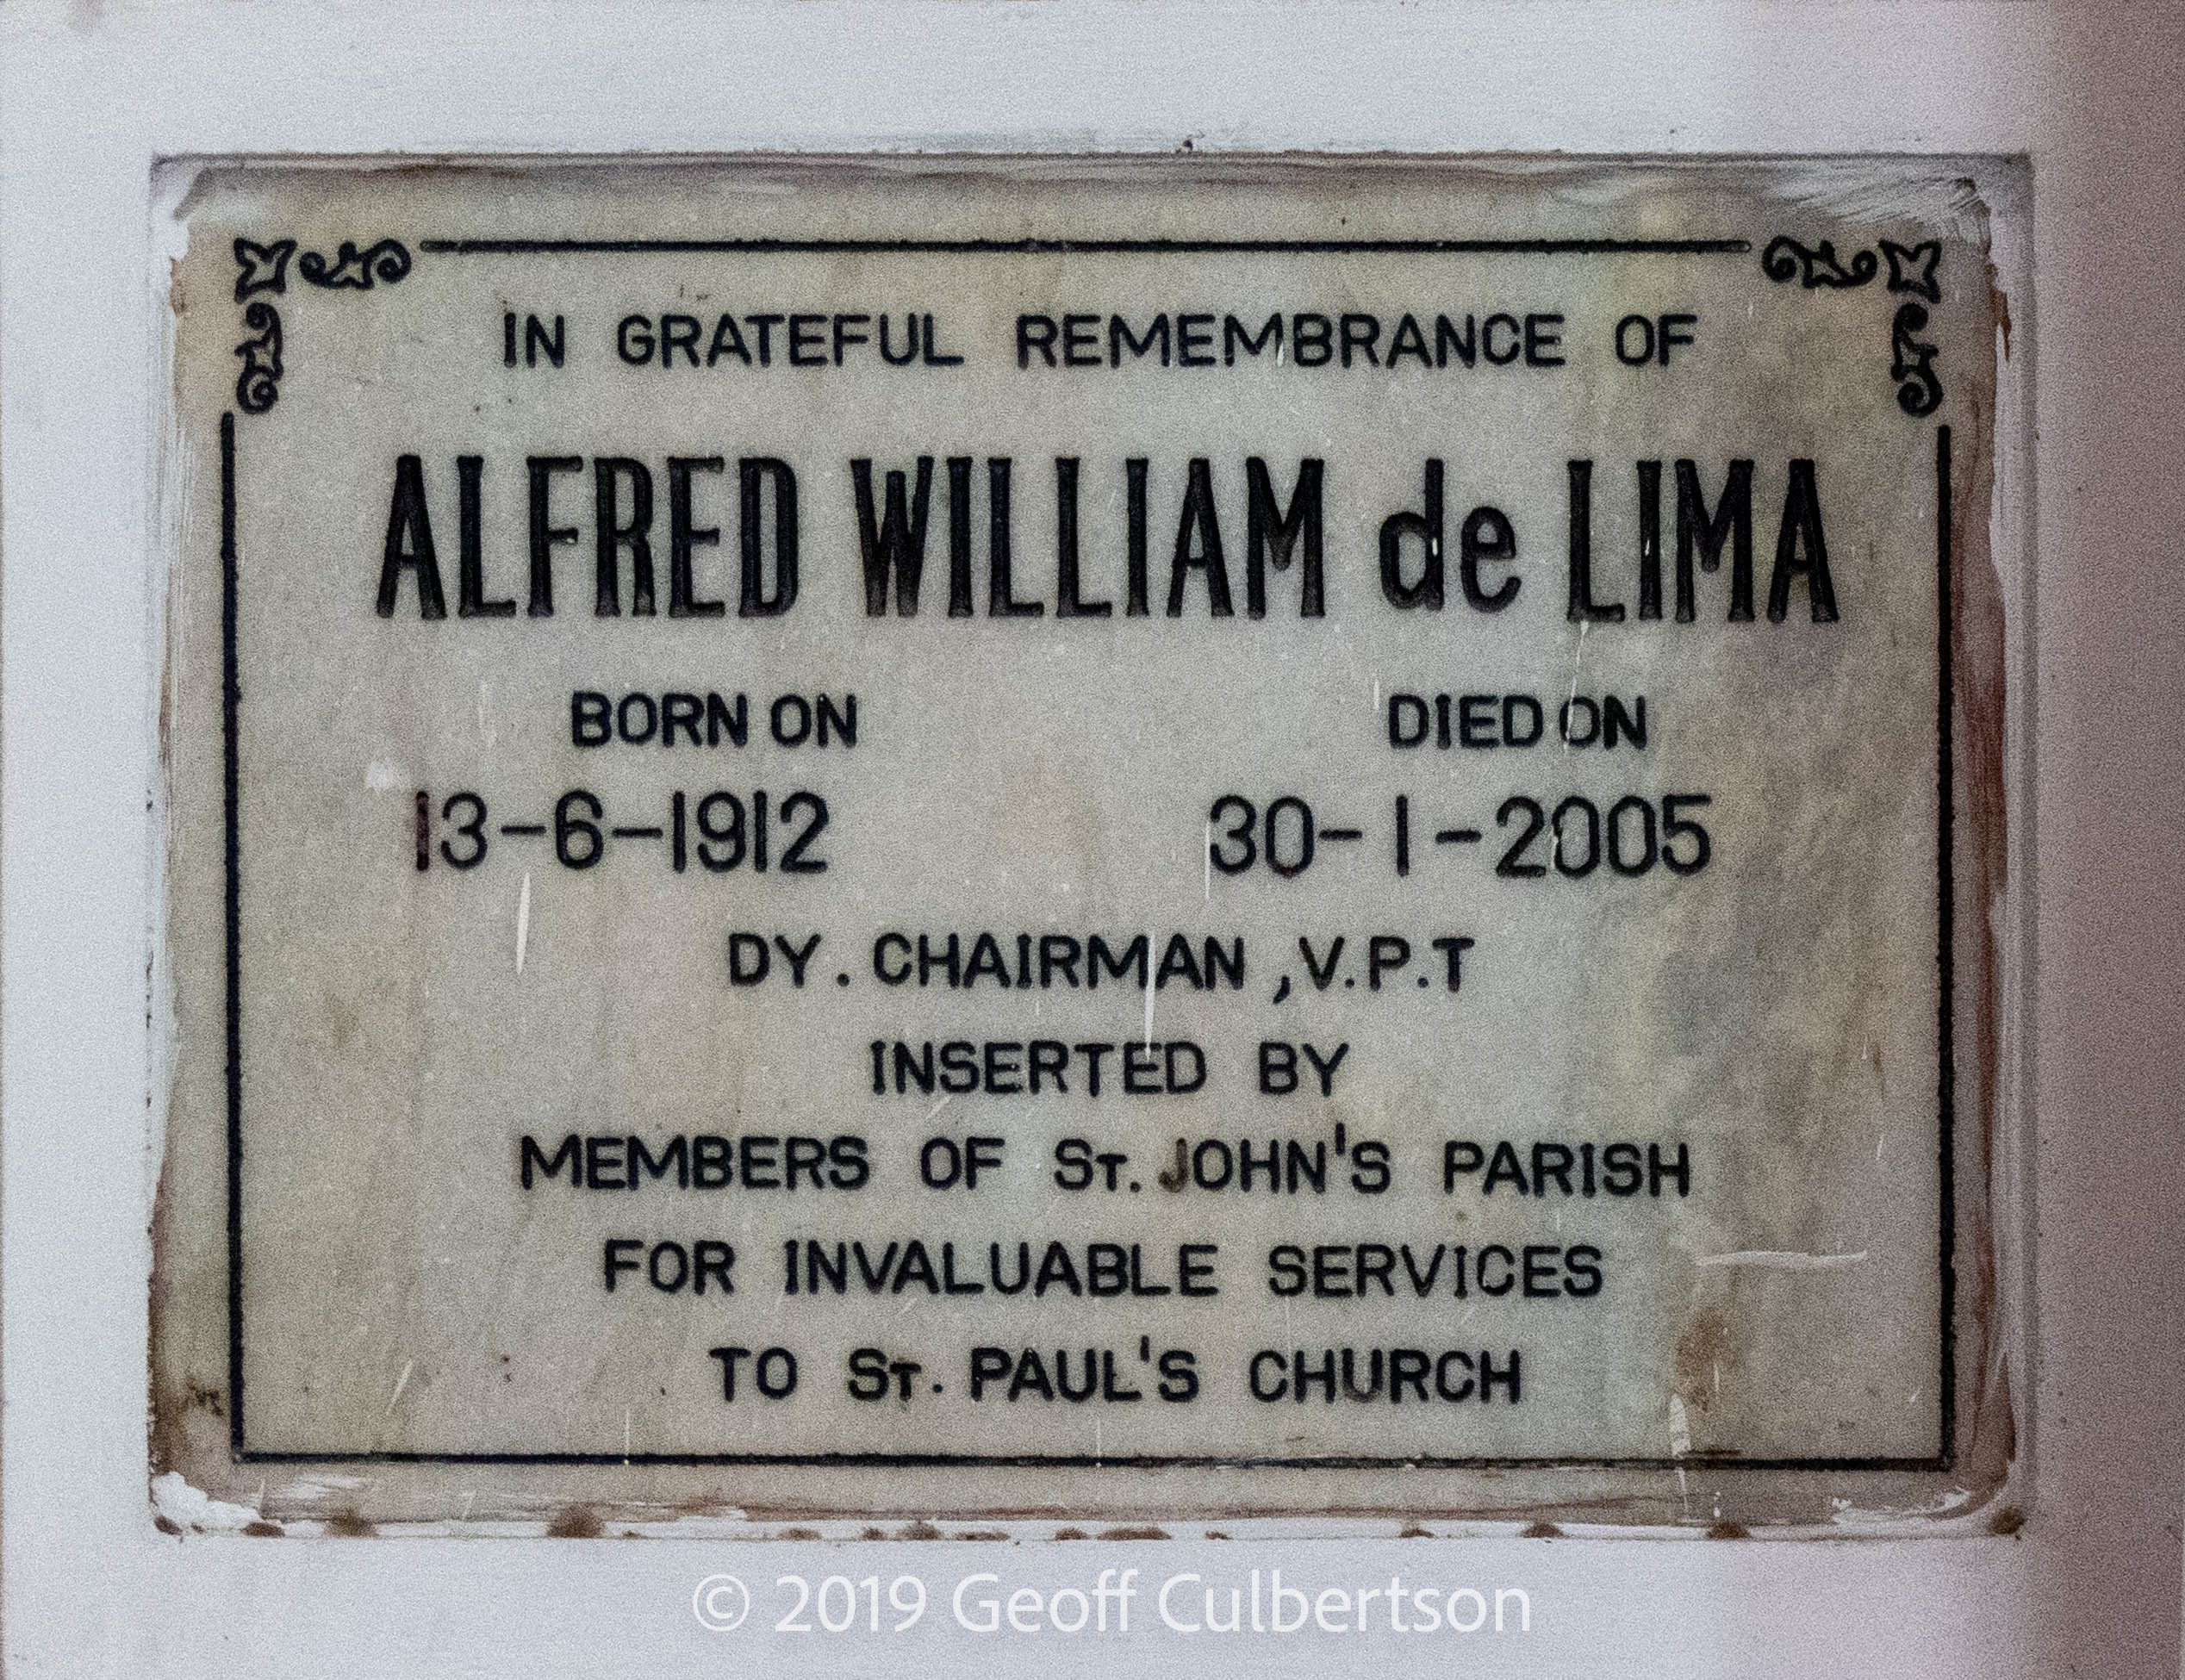 IN GRATEFUL REMEMBRANCE OF
ALFRED WILLIAM de LIMA
BORN ON DIED ON
13-6-1912 30-1-2005
DY. CHAIRMAN ,V.P.T
INSERTED BY
MEMBERS OF ST. JOHN'S PARISH
FOR INVALUABLE SERVICES
TO ST. PAUL'S CHURCH
© 2019 Geoff Culbertson